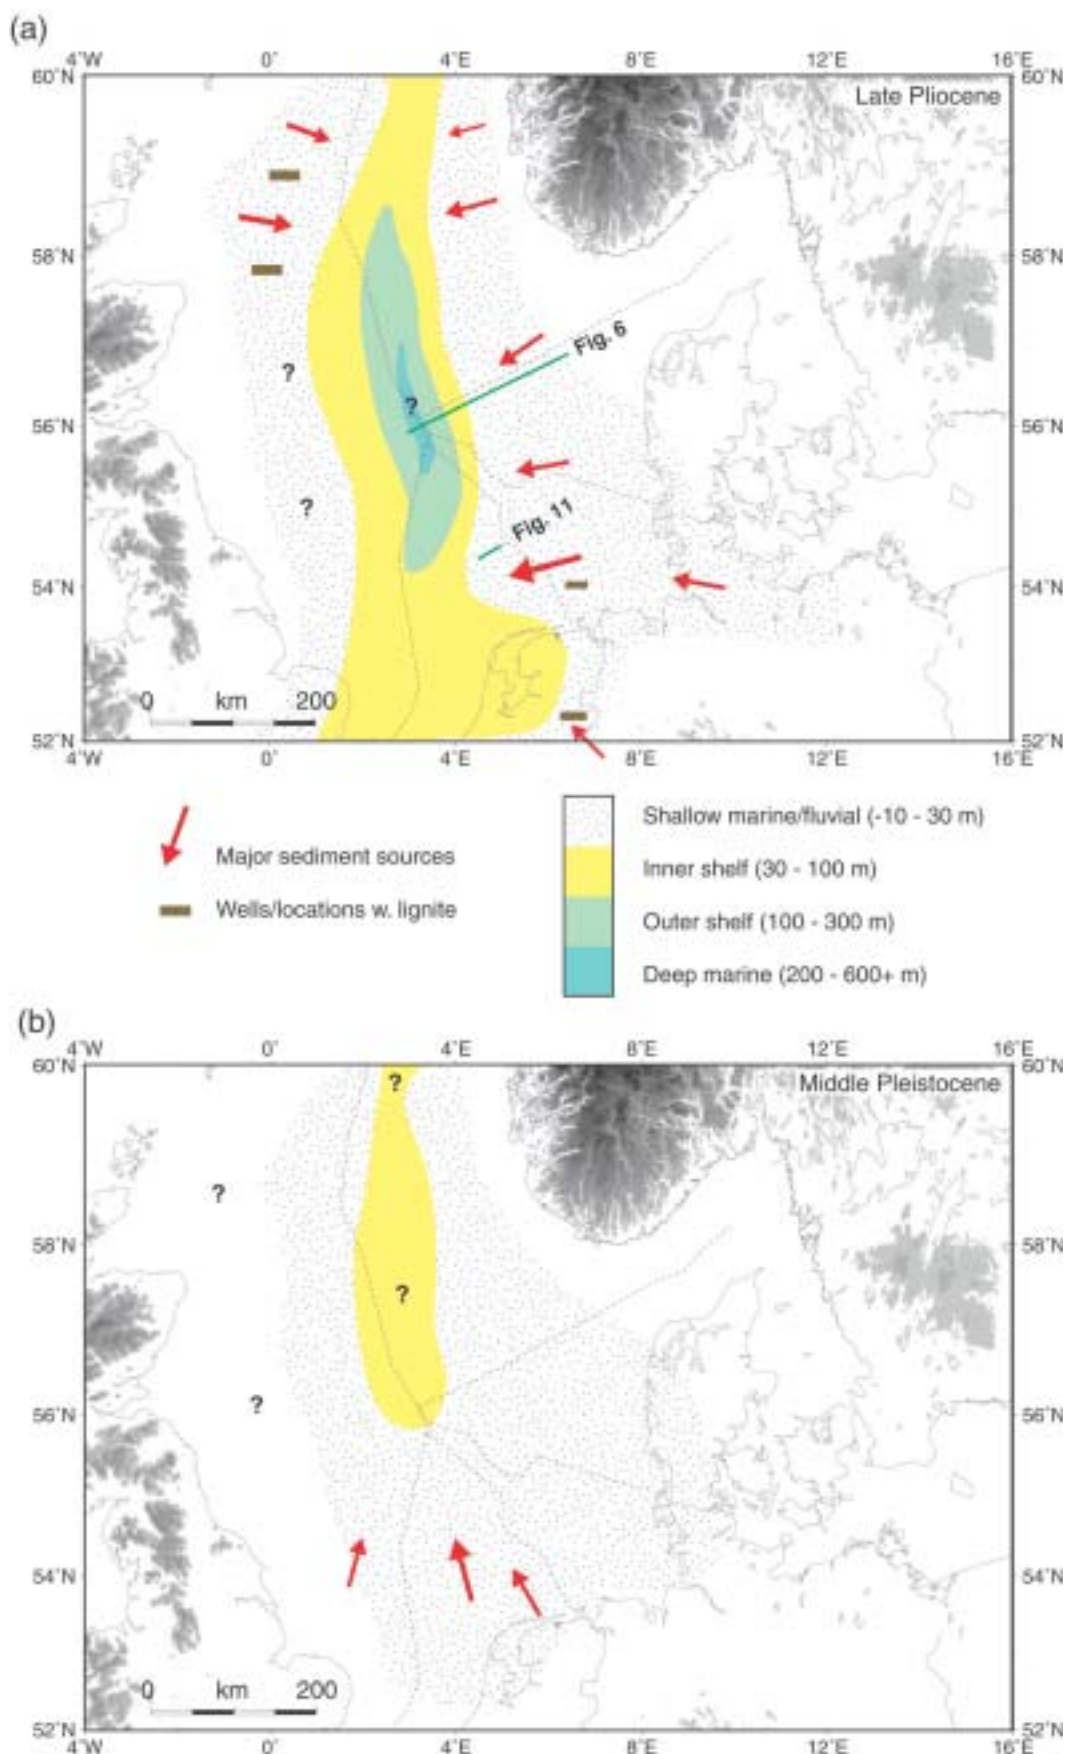 (a)
4˚W 0˚ 4˚E 8˚E 12˚E 16˚E
60˚N 60˚N
Late Pliocene
58˚N 58˚N
Fig. 6
?
?
56˚N 56˚N
?
Fig. 11
54˚N 54˚N
0 km 200
52˚N 52˚N
4˚W 0˚ 4˚E 8˚E 12˚E 16˚E
Major sediment sources
Wells/locations w. lignite
Shallow marine/fluvial (-10 - 30 m)
Inner shelf (30 - 100 m)
Outer shelf (100 - 300 m)
Deep marine (200 - 600+ m)
(b)
4˚W 0˚ 4˚E 8˚E 12˚E 16˚E
60˚N 60˚N
? Middle Pleistocene
?
58˚N 58˚N
?
?
56˚N 56˚N
54˚N 54˚N
0 km 200
52˚N 52˚N
4˚W 0˚ 4˚E 8˚E 12˚E 16˚E